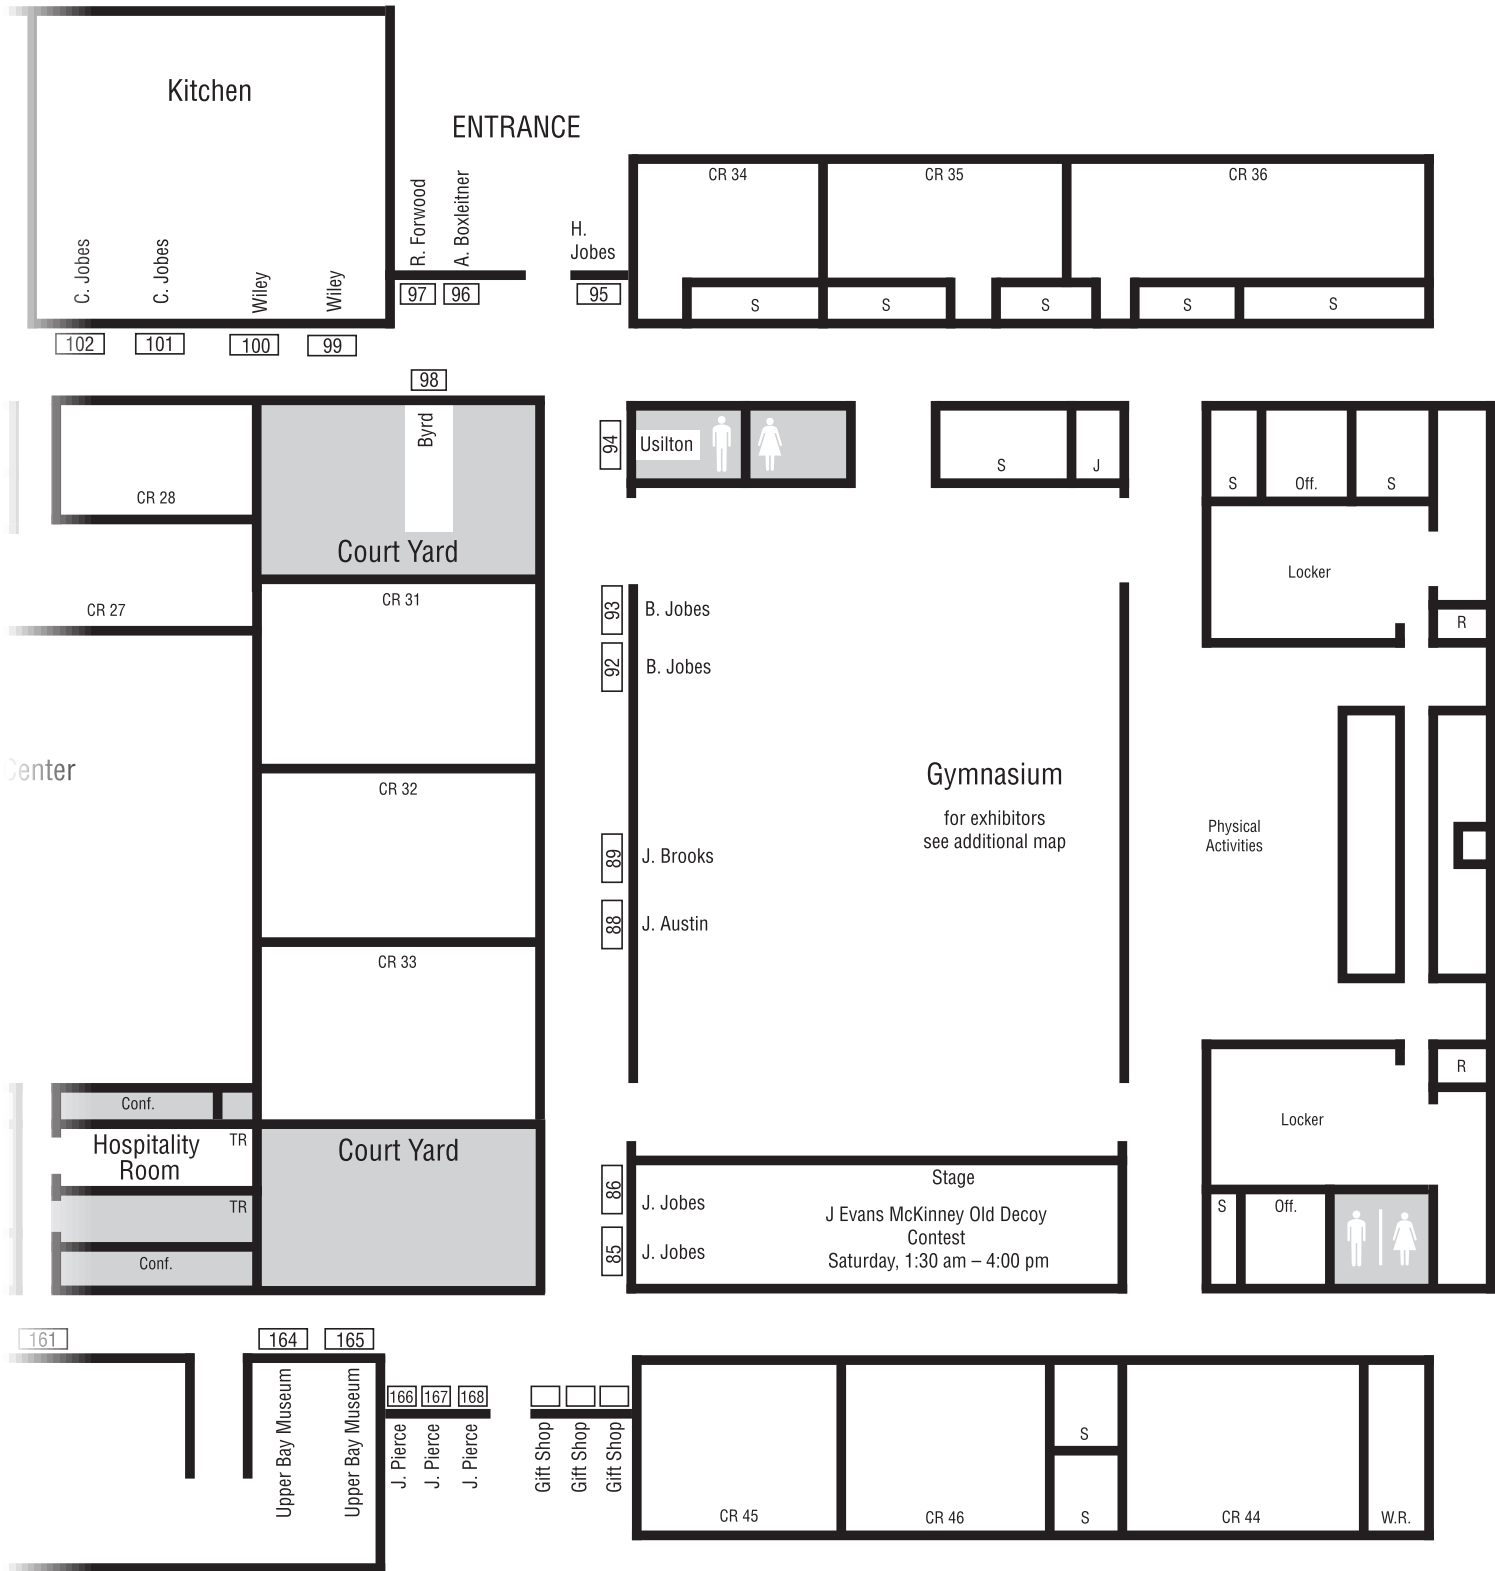 Kitchen
ENTRANCE
R. Forwood
A. Boxleitner
H.
Jobes
C. Jobes
C. Jobes
Wiley
Wiley
97
96
95
102
101
100
99
98
CR 34
CR 35
CR 36
S
S
S
S
S
Byrd
CR 28
Court Yard
94
Usilton
S
J
S
Off.
S
Locker
R
CR 27
CR 31
93
B. Jobes
92
B. Jobes
Center
CR 32
Gymnasium
for exhibitors
see additional map
Physical
Activities
89
J. Brooks
88
J. Austin
CR 33
Conf.
Hospitality
Room
TR
TR
Conf.
Court Yard
86
J. Jobes
85
J. Jobes
Stage
J Evans McKinney Old Decoy
Contest
Saturday, 1:30 am – 4:00 pm
R
Locker
S
Off.
161
164
165
166
167
168
Upper Bay Museum
Upper Bay Museum
J. Pierce
J. Pierce
J. Pierce
Gift Shop
Gift Shop
Gift Shop
CR 45
CR 46
S
S
CR 44
W.R.